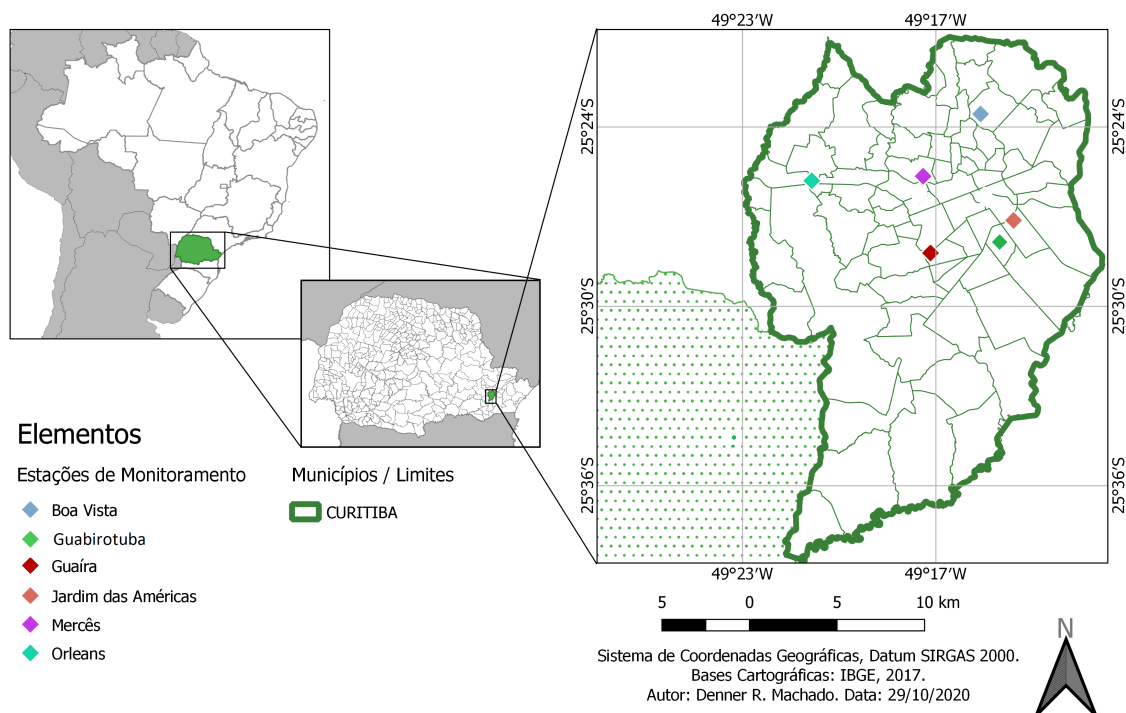 49°23′W
49°17′W
25°24′S
25°24′S
25°30′S
25°30′S
25°36′S
25°36′S
49°23′W
49°17′W
Elementos
Estações de Monitoramento
Boa Vista
Guabirotuba
Guaíra
Jardim das Américas
Mercês
Orleans
Municípios / Limites
CURITIBA
5 0 5 10 km
N
Sistema de Coordenadas Geográficas, Datum SIRGAS 2000.
Bases Cartográficas: IBGE, 2017.
Autor: Denner R. Machado. Data: 29/10/2020